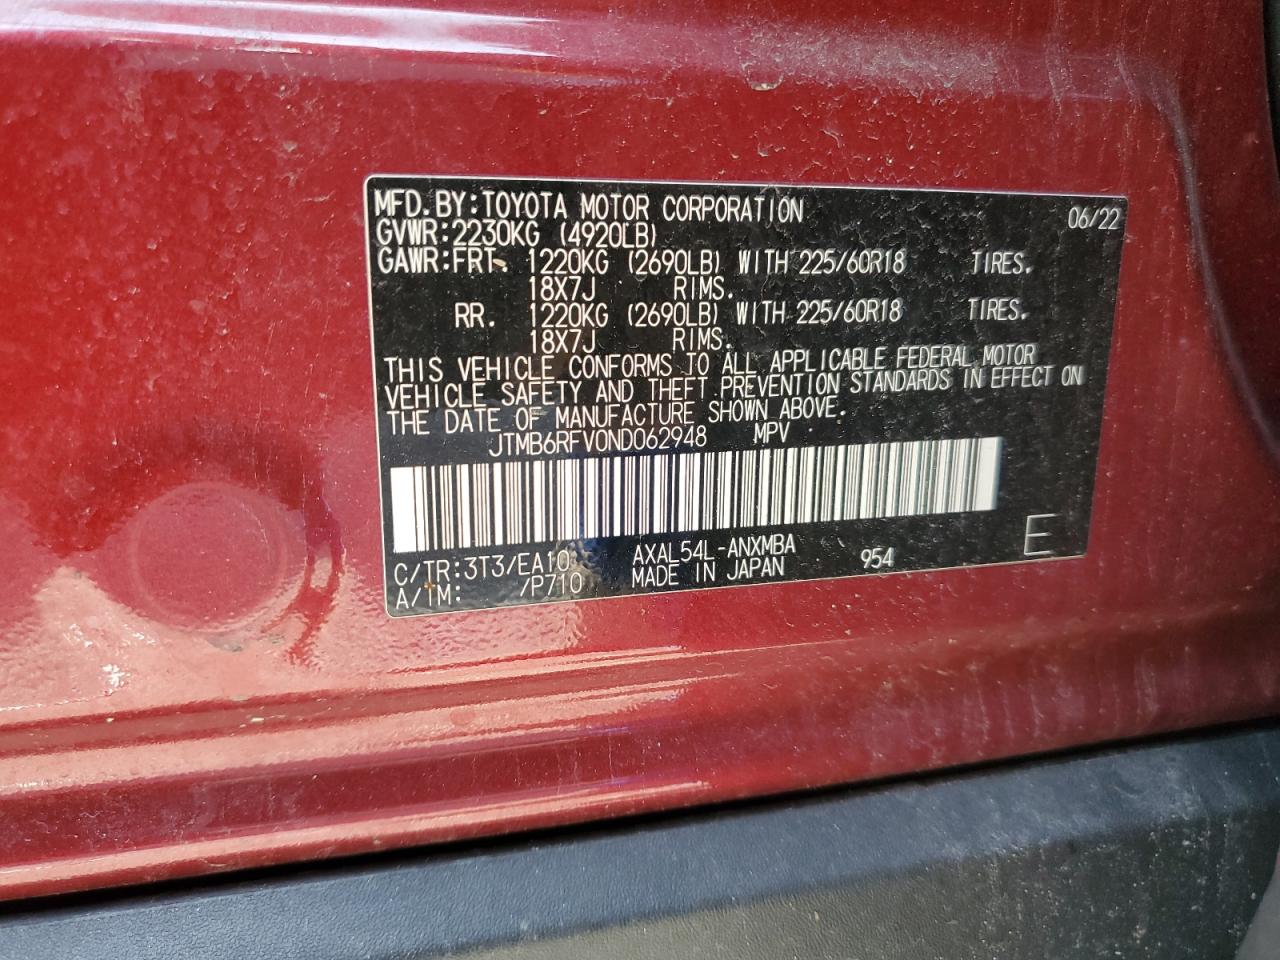 MFD. BY: TOYOTA MOTOR CORPORATION 06/22
GVWR: 2230KG (4920LB)
GAWR: FRT. 1220KG (2690LB) WITH 225/60R18 TIRES.
18X7J RIMS.
RR. 1220KG (2690LB) WITH 225/60R18 TIRES.
18X7J RIMS.
THIS VEHICLE CONFORMS TO ALL APPLICABLE FEDERAL MOTOR
VEHICLE SAFETY AND THEFT PREVENTION STANDARDS IN EFFECT ON
THE DATE OF MANUFACTURE SHOWN ABOVE.
JTMB6RFV0ND062948 MPV
C/TR: 3T3/EA10 AXAL54L-ANXMBA 954 E
A/TM: /P710 MADE IN JAPAN